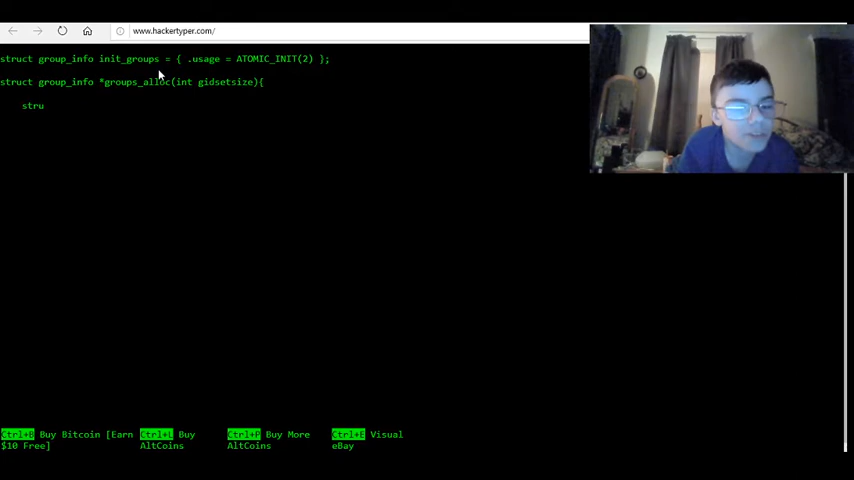 www.hackertyper.com/
struct group_info init_groups = { .usage = ATOMIC_INIT(2) };
struct group_info *groups_alloc(int gidsetsize){
stru
Ctrl+B Buy Bitcoin [Earn $10 Free]
Ctrl+L Buy AltCoins
Ctrl+P Buy More AltCoins
Ctrl+E Visual eBay